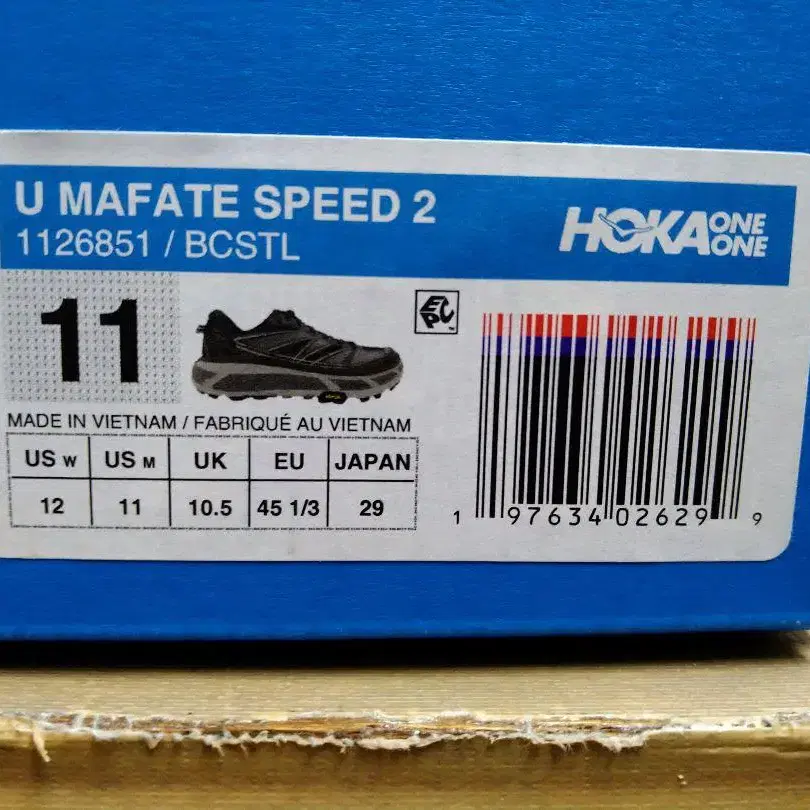 U MAFATE SPEED 2
1126851 / BCSTL
HOKA ONE ONE
11
EPC
MADE IN VIETNAM / FABRIQUÉ AU VIETNAM
US W US M UK EU JAPAN
12 11 10.5 45 1/3 29
1 97634 02629 9